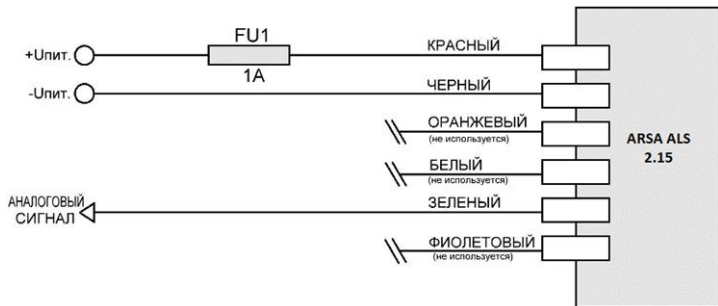 FU1
КРАСНЫЙ
+Uпит.
1А
-Uпит.
ЧЕРНЫЙ
ОРАНЖЕВЫЙ
(не используется)
ARSA ALS
2.15
БЕЛЫЙ
(не используется)
АНАЛОГОВЫЙ
СИГНАЛ
ЗЕЛЕНЫЙ
ФИОЛЕТОВЫЙ
(не используется)